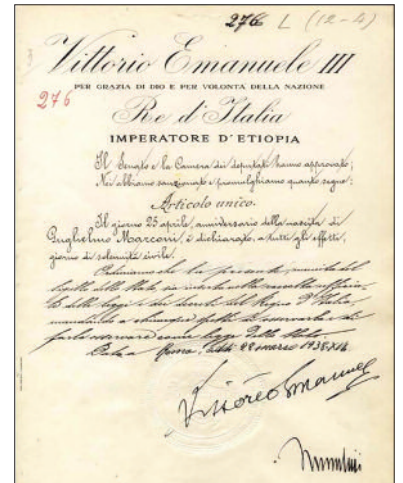 276 L (12-4)
Vittorio Emanuele III
PER GRAZIA DI DIO E PER VOLONTÀ DELLA NAZIONE
276
Re d'Italia
IMPERATORE D'ETIOPIA
Il Senato e la Camera dei deputati hanno approvato;
Noi abbiamo sanzionato e promulghiamo quanto segue:
Articolo unico.
Il giorno 25 aprile, anniversario della nascita di
Guglielmo Marconi, è dichiarato, a tutti gli effetti,
giorno di solennità civile.
Ordiniamo che la presente, munita del
sigillo dello Stato, sia inserta nella raccolta ufficia-
le delle leggi e dei decreti del Regno d'Italia,
mandando a chiunque spetti di osservarla e di
farla osservare come legge dello Stato.
Data a Roma, addì 28 marzo 1938 XVI
Vittorio Emanuele
Mussolini